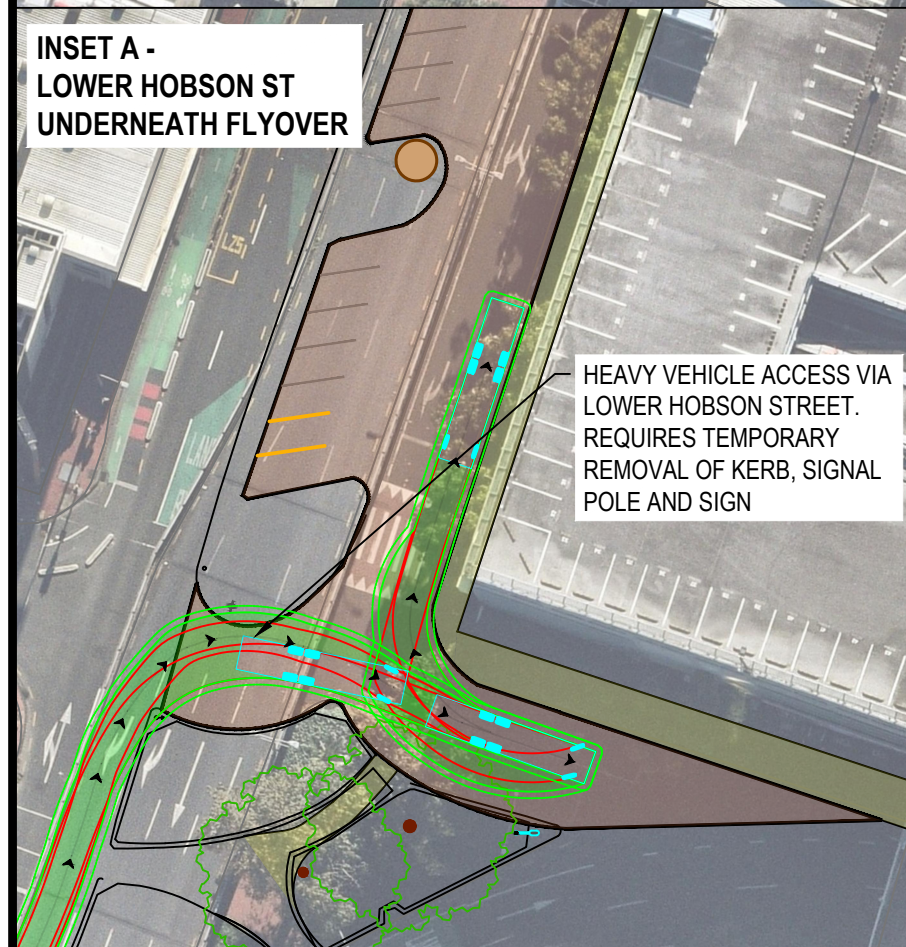 INSET A -
LOWER HOBSON ST
UNDERNEATH FLYOVER
HEAVY VEHICLE ACCESS VIA
LOWER HOBSON STREET.
REQUIRES TEMPORARY
REMOVAL OF KERB, SIGNAL
POLE AND SIGN